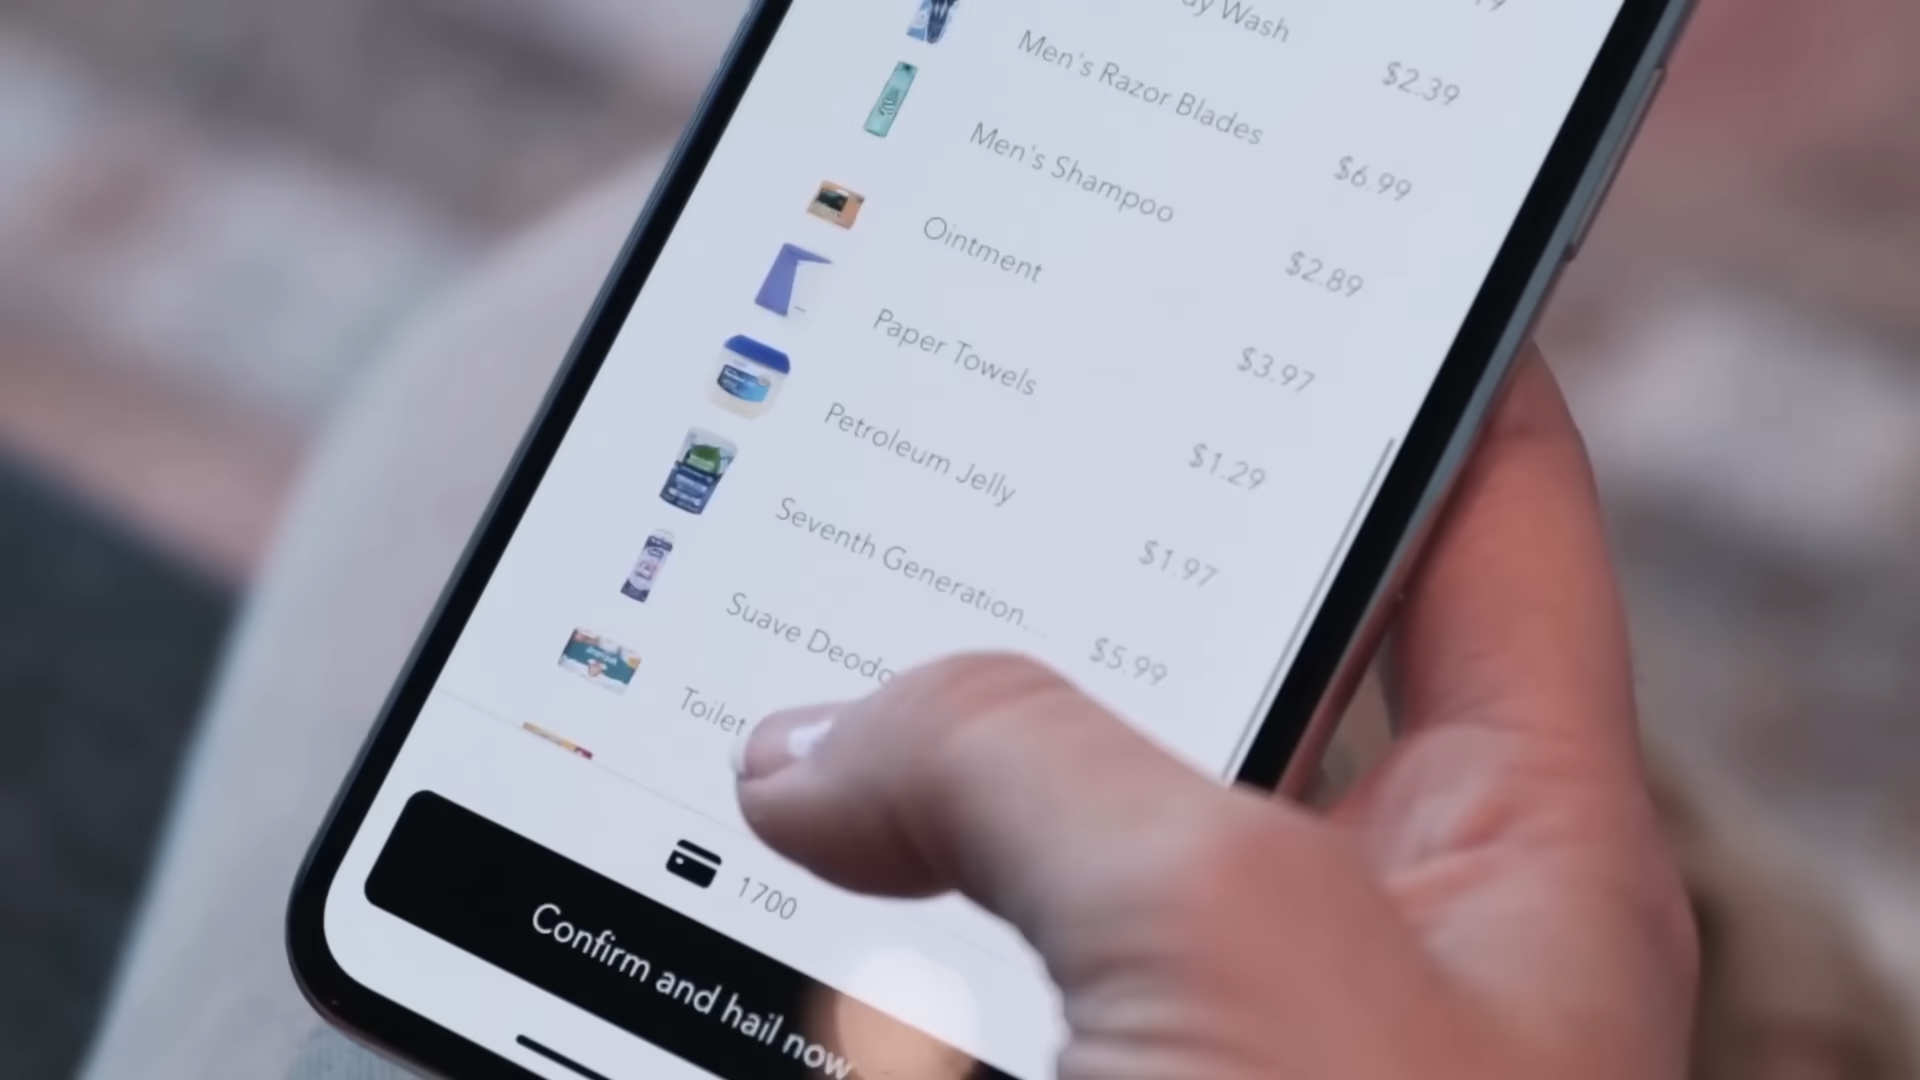 Wash
$2.39
Men's Razor Blades
$6.99
Men's Shampoo
$2.89
Ointment
$3.97
Paper Towels
$1.29
Petroleum Jelly
$1.97
Seventh Generation...
$5.99
Suave Deodo
Toilet
1700
Confirm and hail now